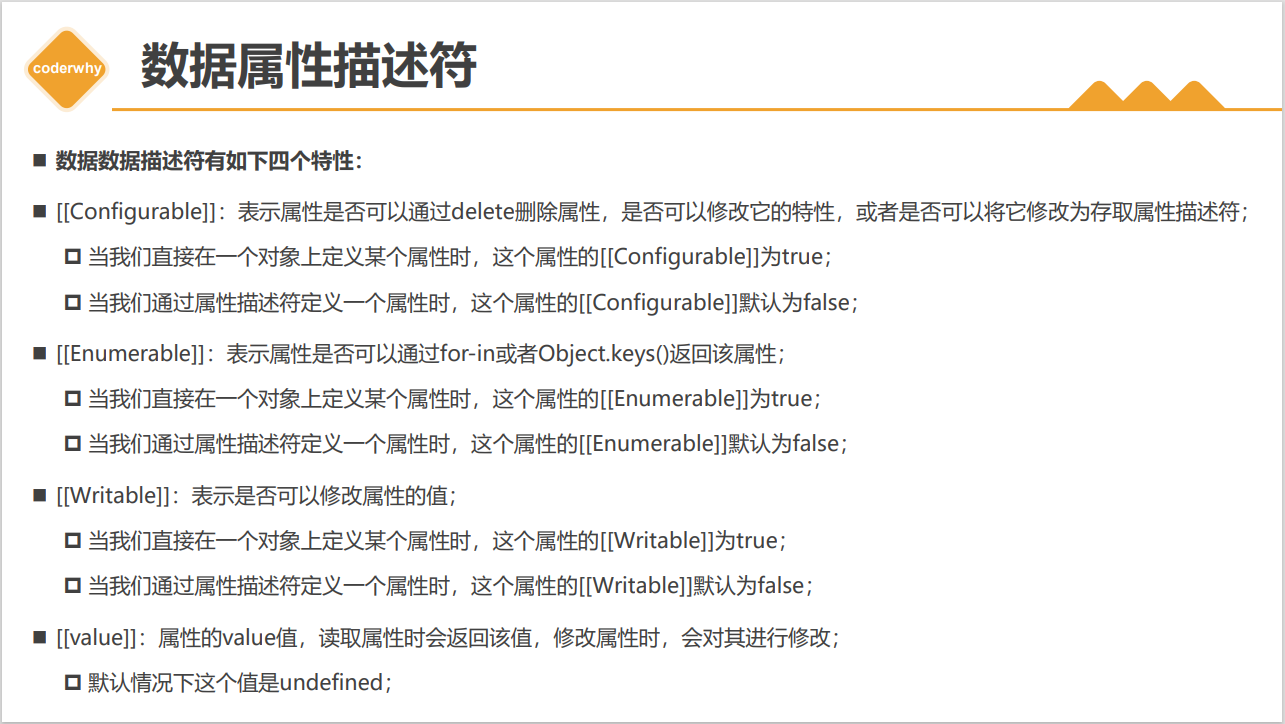 coderwhy
数据属性描述符
数据数据描述符有如下四个特性：
[[Configurable]]：表示属性是否可以通过delete删除属性，是否可以修改它的特性，或者是否可以将它修改为存取属性描述符；
当我们直接在一个对象上定义某个属性时，这个属性的[[Configurable]]为true；
当我们通过属性描述符定义一个属性时，这个属性的[[Configurable]]默认为false；
[[Enumerable]]：表示属性是否可以通过for-in或者Object.keys()返回该属性；
当我们直接在一个对象上定义某个属性时，这个属性的[[Enumerable]]为true；
当我们通过属性描述符定义一个属性时，这个属性的[[Enumerable]]默认为false；
[[Writable]]：表示是否可以修改属性的值；
当我们直接在一个对象上定义某个属性时，这个属性的[[Writable]]为true；
当我们通过属性描述符定义一个属性时，这个属性的[[Writable]]默认为false；
[[value]]：属性的value值，读取属性时会返回该值，修改属性时，会对其进行修改；
默认情况下这个值是undefined；